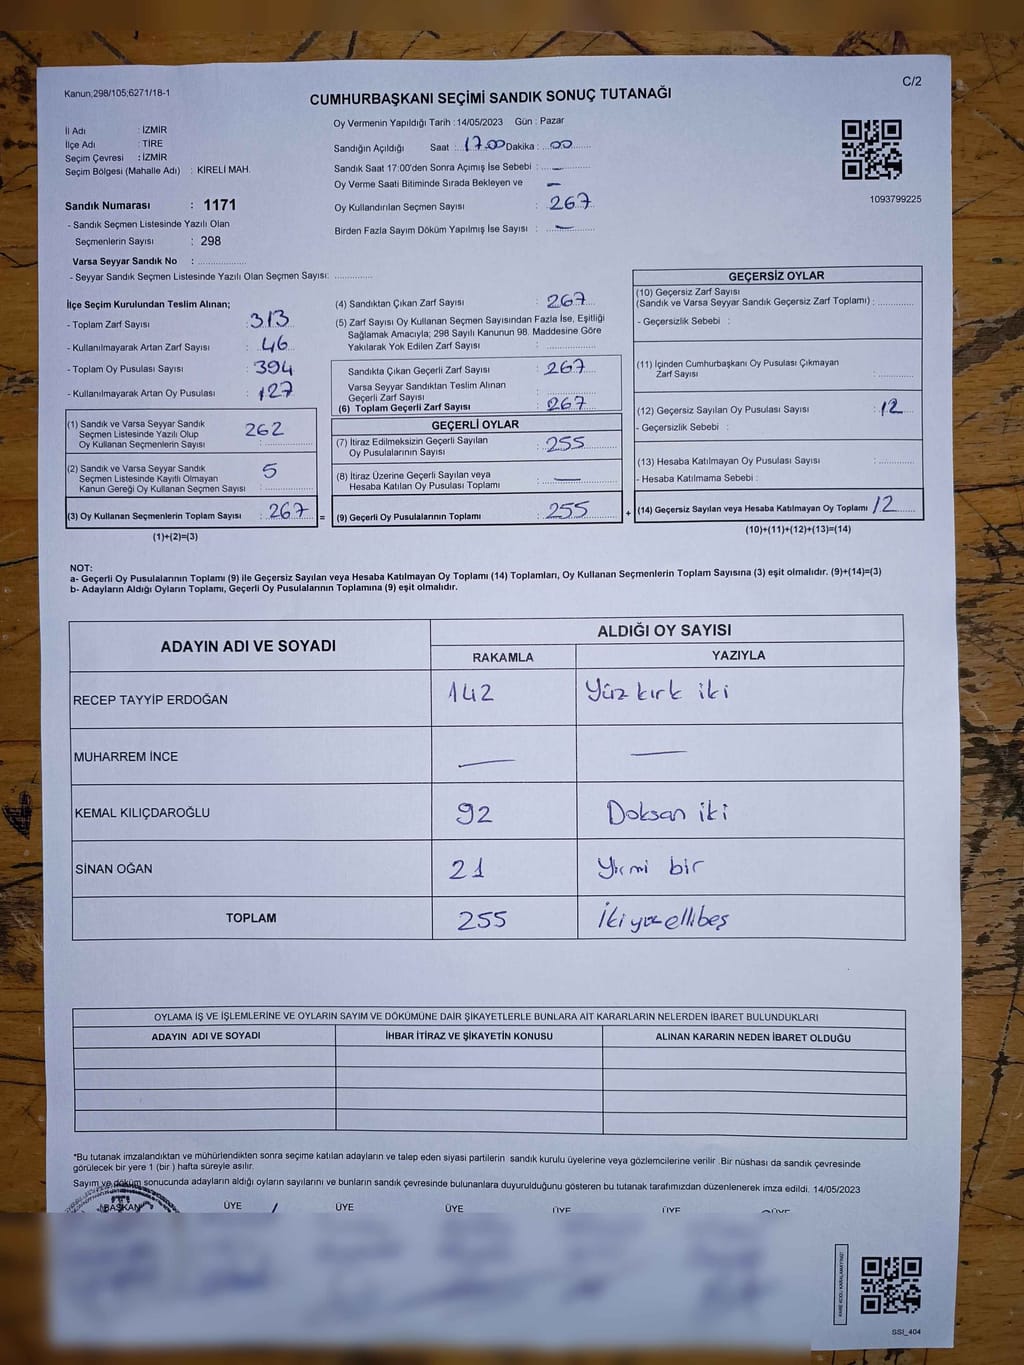 Kanun;298/105;6271/18-1
C/2
CUMHURBAŞKANI SEÇİMİ SANDIK SONUÇ TUTANAĞI
İl Adı : İZMİR
İlçe Adı : TİRE
Seçim Çevresi : İZMİR
Seçim Bölgesi (Mahalle Adı) : KİRELİ MAH.
Sandık Numarası : 1171
- Sandık Seçmen Listesinde Yazılı Olan
Seçmenlerin Sayısı : 298
Varsa Seyyar Sandık No : ..................
- Seyyar Sandık Seçmen Listesinde Yazılı Olan Seçmen Sayısı: .............
Oy Vermenin Yapıldığı Tarih :14/05/2023 Gün : Pazar
Sandığın Açıldığı Saat : 17.00 Dakika : 00
Sandık Saat 17:00'den Sonra Açımış İse Sebebi : —
Oy Verme Saati Bitiminde Sırada Bekleyen ve —
Oy Kullandırılan Seçmen Sayısı : 267
Birden Fazla Sayım Döküm Yapılmış İse Sayısı : —
1093799225
İlçe Seçim Kurulundan Teslim Alınan;
- Toplam Zarf Sayısı : 313
- Kullanılmayarak Artan Zarf Sayısı : 46
- Toplam Oy Pusulası Sayısı : 394
- Kullanılmayarak Artan Oy Pusulası : 127
(1) Sandık ve Varsa Seyyar Sandık
Seçmen Listesinde Yazılı Olup 262
Oy Kullanan Seçmenlerin Sayısı :
(2) Sandık ve Varsa Seyyar Sandık
Seçmen Listesinde Kayıtlı Olmayan 5
Kanun Gereği Oy Kullanan Seçmen Sayısı :
(3) Oy Kullanan Seçmenlerin Toplam Sayısı : 267 =
(1)+(2)=(3)
(4) Sandıktan Çıkan Zarf Sayısı : 267
(5) Zarf Sayısı Oy Kullanan Seçmen Sayısından Fazla İse, Eşitliği
Sağlamak Amacıyla; 298 Sayılı Kanunun 98. Maddesine Göre
Yakılarak Yok Edilen Zarf Sayısı :
Sandıkta Çıkan Geçerli Zarf Sayısı : 267
Varsa Seyyar Sandıktan Teslim Alınan
Geçerli Zarf Sayısı :
(6) Toplam Geçerli Zarf Sayısı : 267
GEÇERLİ OYLAR
(7) İtiraz Edilmeksizin Geçerli Sayılan
Oy Pusulalarının Sayısı : 255
(8) İtiraz Üzerine Geçerli Sayılan veya
Hesaba Katılan Oy Pusulası Toplamı : —
(9) Geçerli Oy Pusulalarının Toplamı : 255 +
GEÇERSİZ OYLAR
(10) Geçersiz Zarf Sayısı
(Sandık ve Varsa Seyyar Sandık Geçersiz Zarf Toplamı) :
- Geçersizlik Sebebi :
(11) İçinden Cumhurbaşkanı Oy Pusulası Çıkmayan
Zarf Sayısı :
(12) Geçersiz Sayılan Oy Pusulası Sayısı : 12
- Geçersizlik Sebebi :
(13) Hesaba Katılmayan Oy Pusulası Sayısı :
- Hesaba Katılmama Sebebi :
(14) Geçersiz Sayılan veya Hesaba Katılmayan Oy Toplamı 12
(10)+(11)+(12)+(13)=(14)
NOT:
a- Geçerli Oy Pusulalarının Toplamı (9) ile Geçersiz Sayılan veya Hesaba Katılmayan Oy Toplamı (14) Toplamları, Oy Kullanan Seçmenlerin Toplam Sayısına (3) eşit olmalıdır. (9)+(14)=(3)
b- Adayların Aldığı Oyların Toplamı, Geçerli Oy Pusulalarının Toplamına (9) eşit olmalıdır.
ADAYIN ADI VE SOYADI ALDIĞI OY SAYISI
RAKAMLA YAZIYLA
RECEP TAYYİP ERDOĞAN 142 Yüz kırk iki
MUHARREM İNCE — —
KEMAL KILIÇDAROĞLU 92 Doksan iki
SİNAN OĞAN 21 Yirmi bir
TOPLAM 255 İkiyüzellibeş
OYLAMA İŞ VE İŞLEMLERİNE VE OYLARIN SAYIM VE DÖKÜMÜNE DAİR ŞİKAYETLERLE BUNLARA AİT KARARLARIN NELERDEN İBARET BULUNDUKLARI
ADAYIN ADI VE SOYADI İHBAR İTİRAZ VE ŞİKAYETİN KONUSU ALINAN KARARIN NEDEN İBARET OLDUĞU
*Bu tutanak imzalandıktan ve mühürlendikten sonra seçime katılan adayların ve talep eden siyasi partilerin sandık kurulu üyelerine veya gözlemcilerine verilir .Bir nüshası da sandık çevresinde
görülecek bir yere 1 (bir ) hafta süreyle asılır.
Sayım ve döküm sonucunda adayların aldığı oyların sayılarını ve bunların sandık çevresinde bulunanlara duyurulduğunu gösteren bu tutanak tarafımızdan düzenlenerek imza edildi. 14/05/2023
BAŞKAN ÜYE ÜYE ÜYE ÜYE ÜYE ÜYE
SSI_404